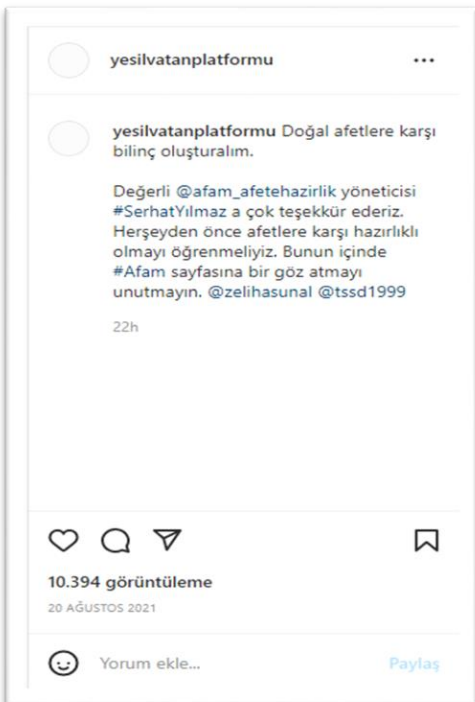 yesilvatanplatformu
yesilvatanplatformu Doğal afetlere karşı
bilinç oluşturalım.
Değerli @afam_afetehazirlik yöneticisi
#SerhatYılmaz a çok teşekkür ederiz.
Herşeyden önce afetlere karşı hazırlıklı
olmayı öğrenmeliyiz. Bunun içinde
#Afam sayfasına bir göz atmayı
unutmayın. @zelihasunal @tssd1999
22h
10.394 görüntüleme
20 AĞUSTOS 2021
Yorum ekle...
Paylaş